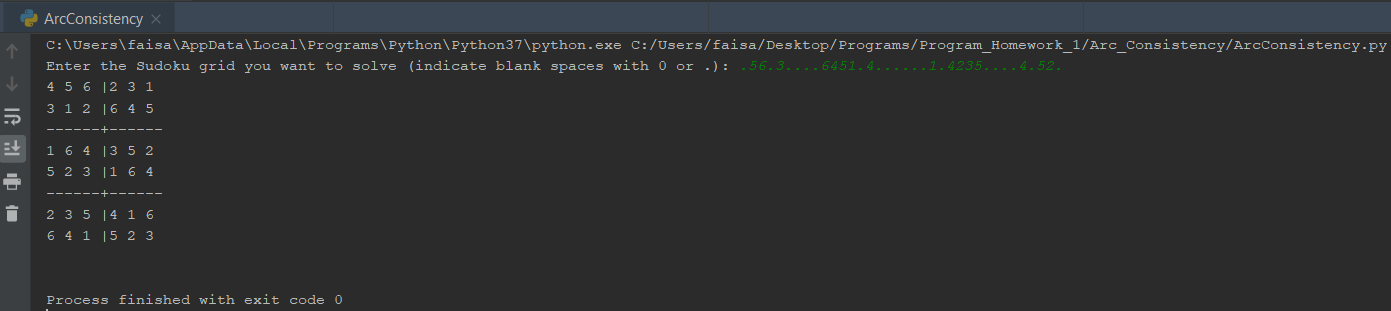 ArcConsistency
C:\Users\faisa\AppData\Local\Programs\Python\Python37\python.exe C:/Users/faisa/Desktop/Programs/Program_Homework_1/Arc_Consistency/ArcConsistency.py
Enter the Sudoku grid you want to solve (indicate blank spaces with 0 or .): .56.3....6451.4......1.4235....4.52.
4 5 6 |2 3 1
3 1 2 |6 4 5
------+------
1 6 4 |3 5 2
5 2 3 |1 6 4
------+------
2 3 5 |4 1 6
6 4 1 |5 2 3
Process finished with exit code 0